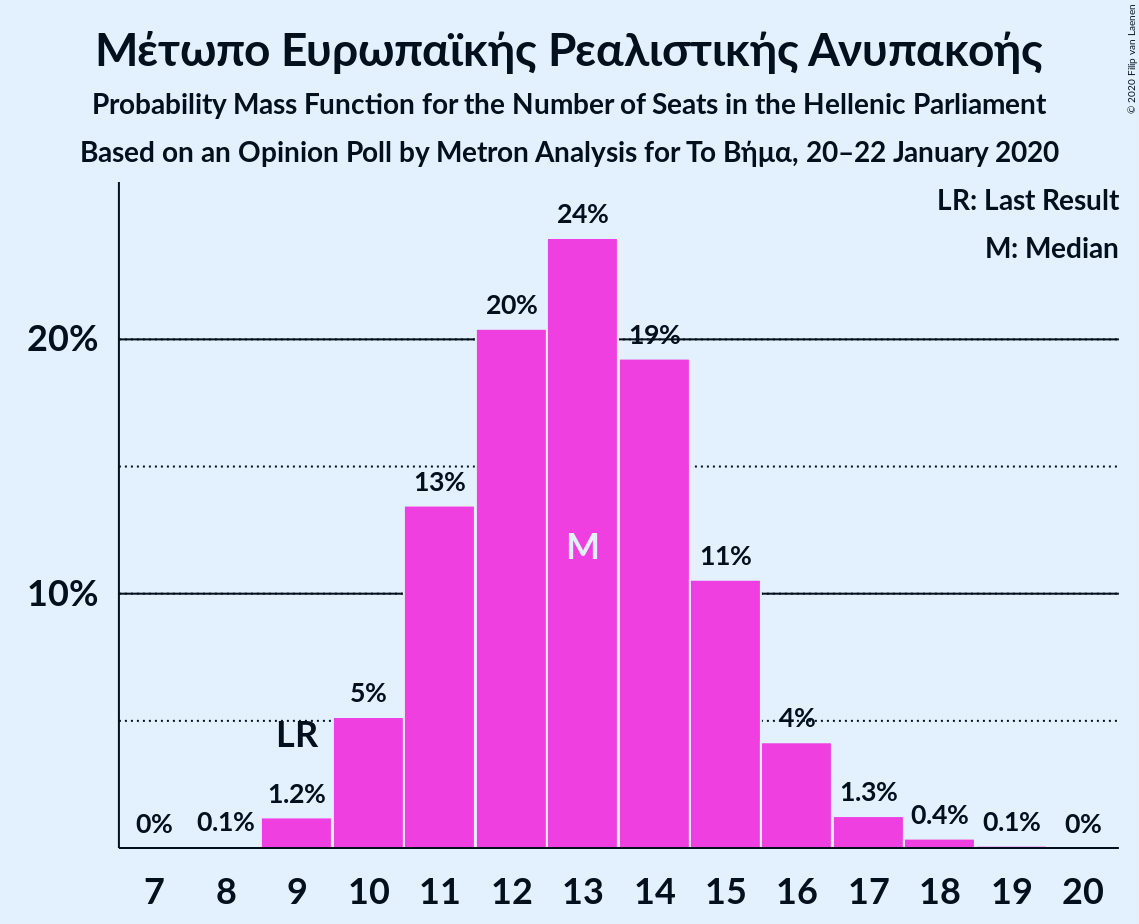 Μέτωπο Ευρωπαϊκής Ρεαλιστικής Ανυπακοής
Probability Mass Function for the Number of Seats in the Hellenic Parliament
Based on an Opinion Poll by Metron Analysis for Το Βήμα, 20–22 January 2020
© 2020 Filip van Laenen
LR: Last Result
M: Median
24%
20%
19%
20%
13%
M
11%
10%
5%
4%
LR
1.2%
1.3%
0%
0.1%
0.4%
0.1%
0%
7 8 9 10 11 12 13 14 15 16 17 18 19 20